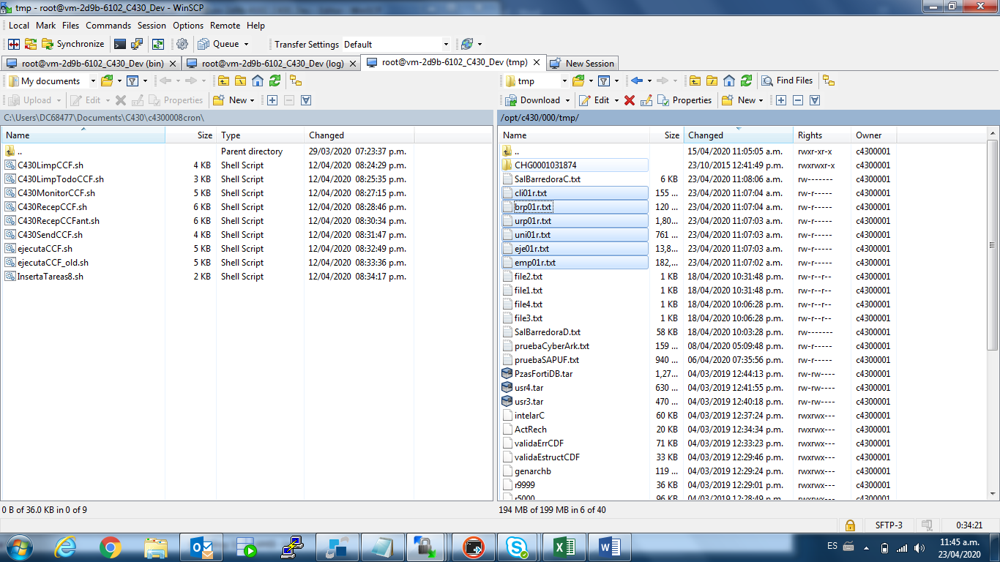 tmp - root@vm-2d9b-6102_C430_Dev - WinSCP
Local Mark Files Commands Session Options Remote Help
Synchronize Queue Transfer Settings Default
root@vm-2d9b-6102_C430_Dev (bin) root@vm-2d9b-6102_C430_Dev (log) root@vm-2d9b-6102_C430_Dev (tmp) New Session
My documents
Upload Edit Properties New
C:\Users\DC68477\Documents\C430\c4300008cron\
Name Size Type Changed
.. Parent directory 29/03/2020 07:23:37 p.m.
C430LimpCCF.sh 4 KB Shell Script 12/04/2020 08:24:29 p.m.
C430LimpTodoCCF.sh 3 KB Shell Script 12/04/2020 08:25:35 p.m.
C430MonitorCCF.sh 5 KB Shell Script 12/04/2020 08:27:15 p.m.
C430RecepCCF.sh 6 KB Shell Script 12/04/2020 08:28:46 p.m.
C430RecepCCFant.sh 6 KB Shell Script 12/04/2020 08:30:34 p.m.
C430SendCCF.sh 4 KB Shell Script 12/04/2020 08:31:47 p.m.
ejecutaCCF.sh 5 KB Shell Script 12/04/2020 08:32:49 p.m.
ejecutaCCF_old.sh 5 KB Shell Script 12/04/2020 08:33:36 p.m.
InsertaTareas8.sh 2 KB Shell Script 12/04/2020 08:34:17 p.m.
0 B of 36.0 KB in 0 of 9
tmp Find Files
Download Edit Properties New
/opt/c430/000/tmp/
Name Size Changed Rights Owner
.. 15/04/2020 11:05:05 a.m. rwxr-xr-x c4300001
CHG0001031874 23/10/2015 12:41:49 p.m. rwxrwxr-x c4300001
SalBarredoraC.txt 6 KB 23/04/2020 11:08:06 a.m. rw------- c4300001
cli01r.txt 155 ... 23/04/2020 11:07:04 a.m. rw-r----- c4300001
brp01r.txt 120 ... 23/04/2020 11:07:04 a.m. rw-r----- c4300001
urp01r.txt 1,80... 23/04/2020 11:07:03 a.m. rw-r----- c4300001
uni01r.txt 761 ... 23/04/2020 11:07:03 a.m. rw-r----- c4300001
eje01r.txt 13,8... 23/04/2020 11:07:03 a.m. rw-r----- c4300001
emp01r.txt 182,... 23/04/2020 11:07:02 a.m. rw-r----- c4300001
file2.txt 1 KB 18/04/2020 10:31:48 p.m. rw-r--r-- c4300001
file1.txt 1 KB 18/04/2020 10:31:48 p.m. rw-r--r-- c4300001
file4.txt 1 KB 18/04/2020 10:06:28 p.m. rw-r--r-- c4300001
file3.txt 1 KB 18/04/2020 10:06:28 p.m. rw-r--r-- c4300001
SalBarredoraD.txt 58 KB 18/04/2020 10:03:28 p.m. rw------- c4300001
pruebaCyberArk.txt 159 ... 08/04/2020 05:09:48 p.m. rw-r----- c4300001
pruebaSAPUF.txt 940 ... 06/04/2020 07:35:56 p.m. rw-r----- c4300001
PzasFortiDB.tar 1,27... 04/03/2019 12:44:13 p.m. rw-rw---- c4300001
usr4.tar 630 ... 04/03/2019 12:41:55 p.m. rw-rw---- c4300001
usr3.tar 470 ... 04/03/2019 12:40:18 p.m. rw-rw---- c4300001
intelarC 60 KB 04/03/2019 12:37:24 p.m. rwxrwx--- c4300001
ActRech 20 KB 04/03/2019 12:34:34 p.m. rwxrwx--- c4300001
validaErrCDF 71 KB 04/03/2019 12:33:23 p.m. rwxrwx--- c4300001
validaEstructCDF 33 KB 04/03/2019 12:29:46 p.m. rwxrwx--- c4300001
genarchb 119 ... 04/03/2019 12:29:24 p.m. rwxrwx--- c4300001
r9999 36 KB 04/03/2019 12:29:01 p.m. rwxrwx--- c4300001
r5000 96 KB 04/03/2019 12:28:49 p.m. rwxrwx--- c4300001
194 MB of 199 MB in 6 of 40
SFTP-3 0:34:21
ES 11:45 a.m.
23/04/2020